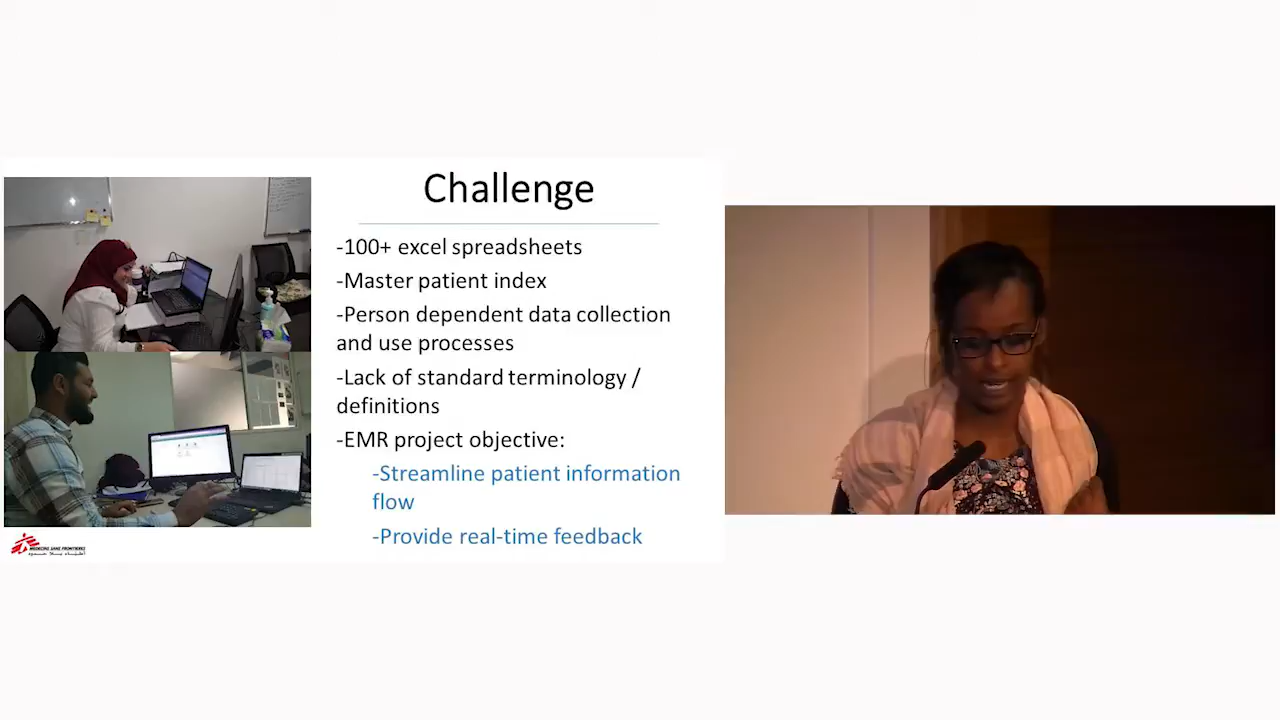 Challenge
-100+ excel spreadsheets
-Master patient index
-Person dependent data collection
and use processes
-Lack of standard terminology /
definitions
-EMR project objective:
-Streamline patient information
flow
-Provide real-time feedback
MEDECINS SANS FRONTIERES